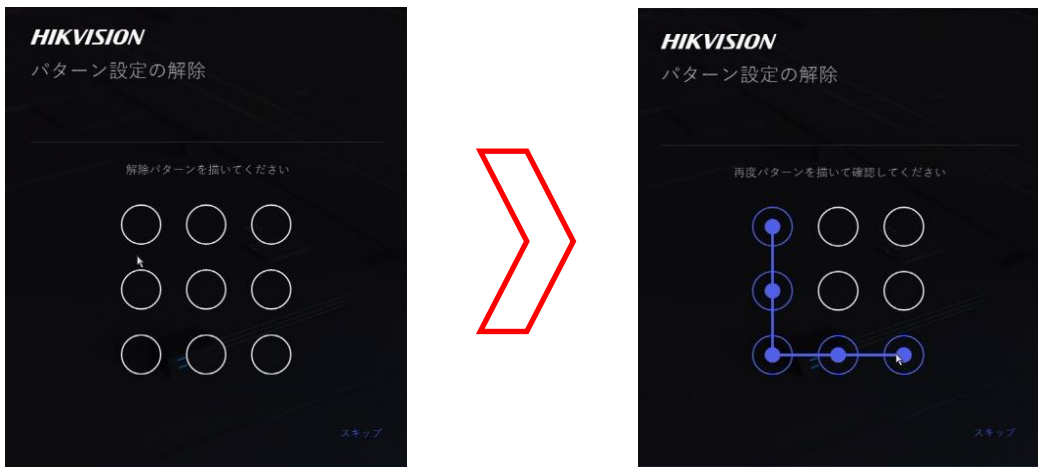 HIKVISION
パターン設定の解除
解除パターンを描いてください
スキップ
HIKVISION
パターン設定の解除
再度パターンを描いて確認してください
スキップ